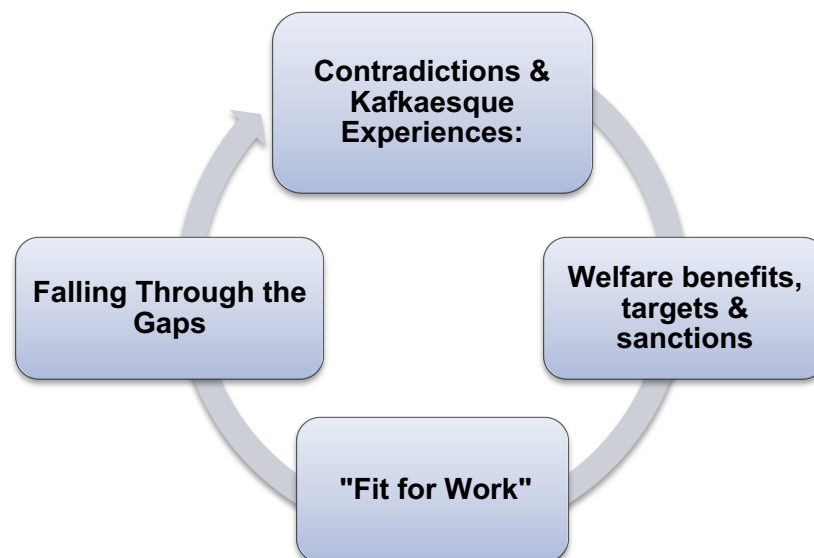 Contradictions &
Kafkaesque
Experiences:
Welfare benefits,
targets &
sanctions
"Fit for Work"
Falling Through the
Gaps